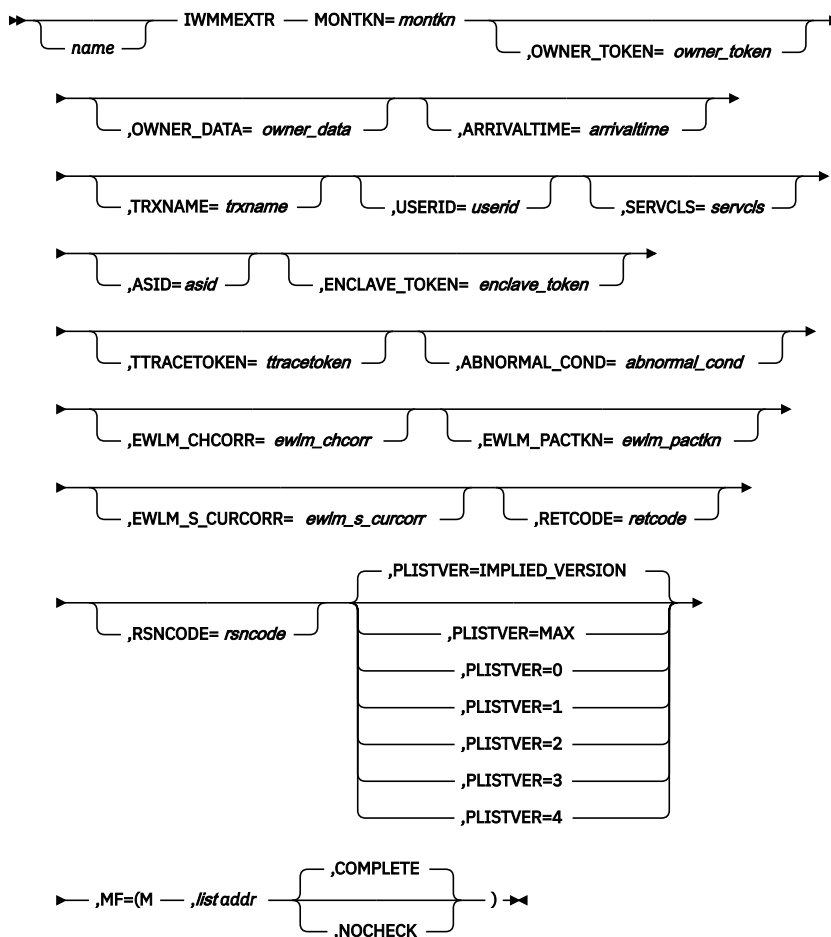 name IWMMEXTR MONTKN= montkn ,OWNER_TOKEN= owner_token
,OWNER_DATA= owner_data ,ARRIVALTIME= arrivaltime
,TRXNAME= trxname ,USERID= userid ,SERVCLS= servcls
,ASID= asid ,ENCLAVE_TOKEN= enclave_token
,TTRACETOKEN= ttracetoken ,ABNORMAL_COND= abnormal_cond
,EWLM_CHCORR= ewlm_chcorr ,EWLM_PACTKN= ewlm_pactkn
,EWLM_S_CURCORR= ewlm_s_curcorr ,RETCODE= retcode
,PLISTVER=IMPLIED_VERSION
,RSNCODE= rsncode ,PLISTVER=MAX
,PLISTVER=0
,PLISTVER=1
,PLISTVER=2
,PLISTVER=3
,PLISTVER=4
,COMPLETE
,MF=(M ,list addr )
,NOCHECK